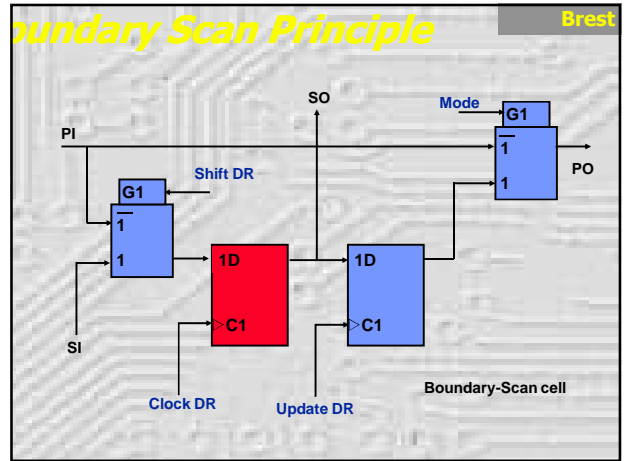 oundary Scan Principle
Brest
SO
Mode
G1
PI
1
1
PO
Shift DR
G1
1
1
1D
C1
1D
C1
SI
Clock DR
Update DR
Boundary-Scan cell